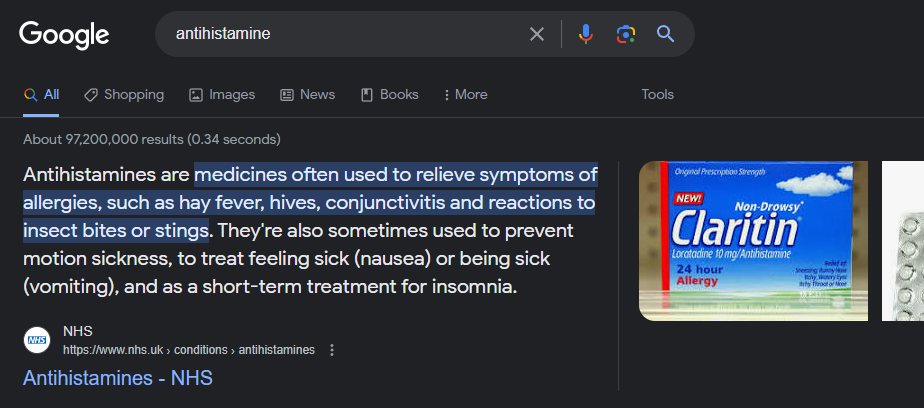 Google
antihistamine
All
Shopping
Images
News
Books
More
Tools
About 97,200,000 results (0.34 seconds)
Antihistamines are medicines often used to relieve symptoms of
allergies, such as hay fever, hives, conjunctivitis and reactions to
insect bites or stings. They're also sometimes used to prevent
motion sickness, to treat feeling sick (nausea) or being sick
(vomiting), and as a short-term treatment for insomnia.
NHS
NHS
https://www.nhs.uk › conditions › antihistamines
Antihistamines - NHS
Original Prescription Strength
NEW!
Non-Drowsy*
Claritin
Loratadine 10 mg/Antihistamine
24 hour
Allergy
Relief of:
Sneezing, Runny Nose
Itchy, Watery Eyes
Itchy Throat or Nose